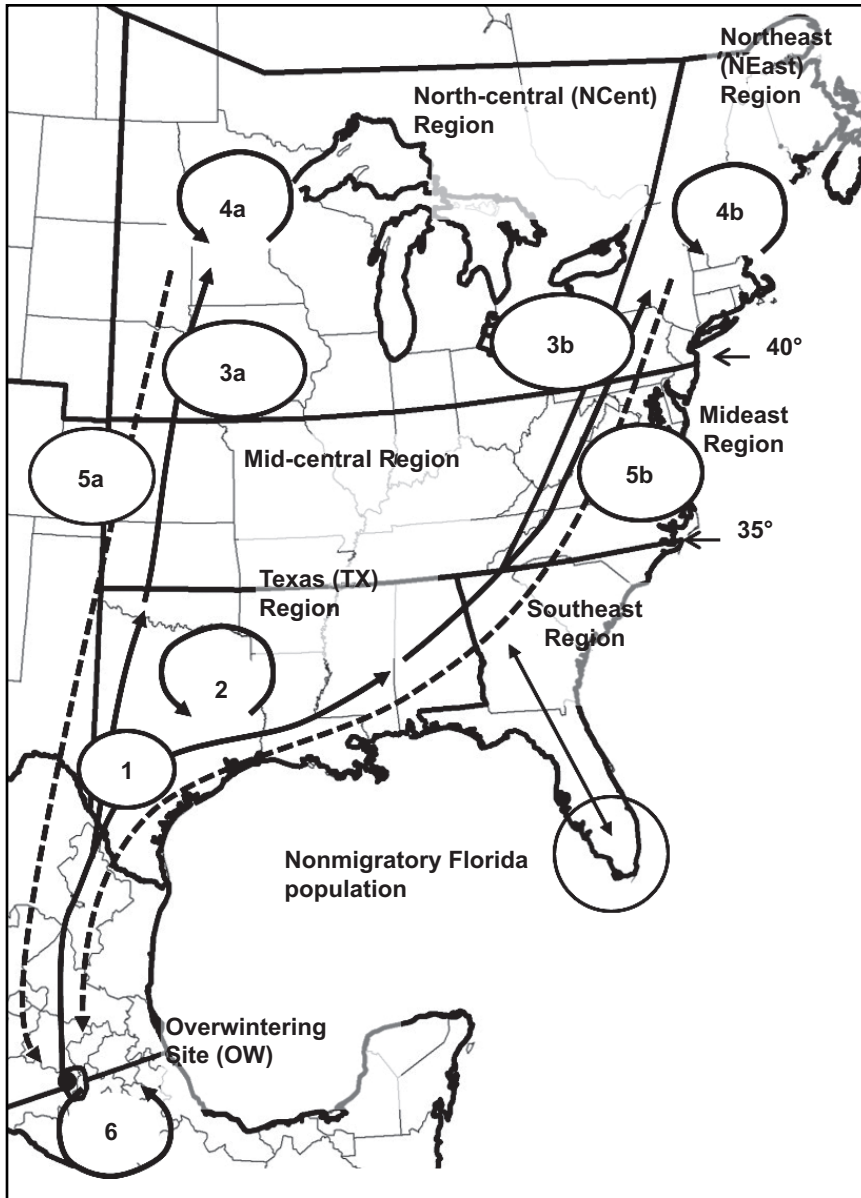 Northeast
(NEast)
Region
North-central (NCent)
Region
4a
4b
3a
3b
40°
Mideast
Region
Mid-central Region
5a
5b
35°
Texas (TX)
Region
Southeast
Region
2
1
Nonmigratory Florida
population
Overwintering
Site (OW)
6